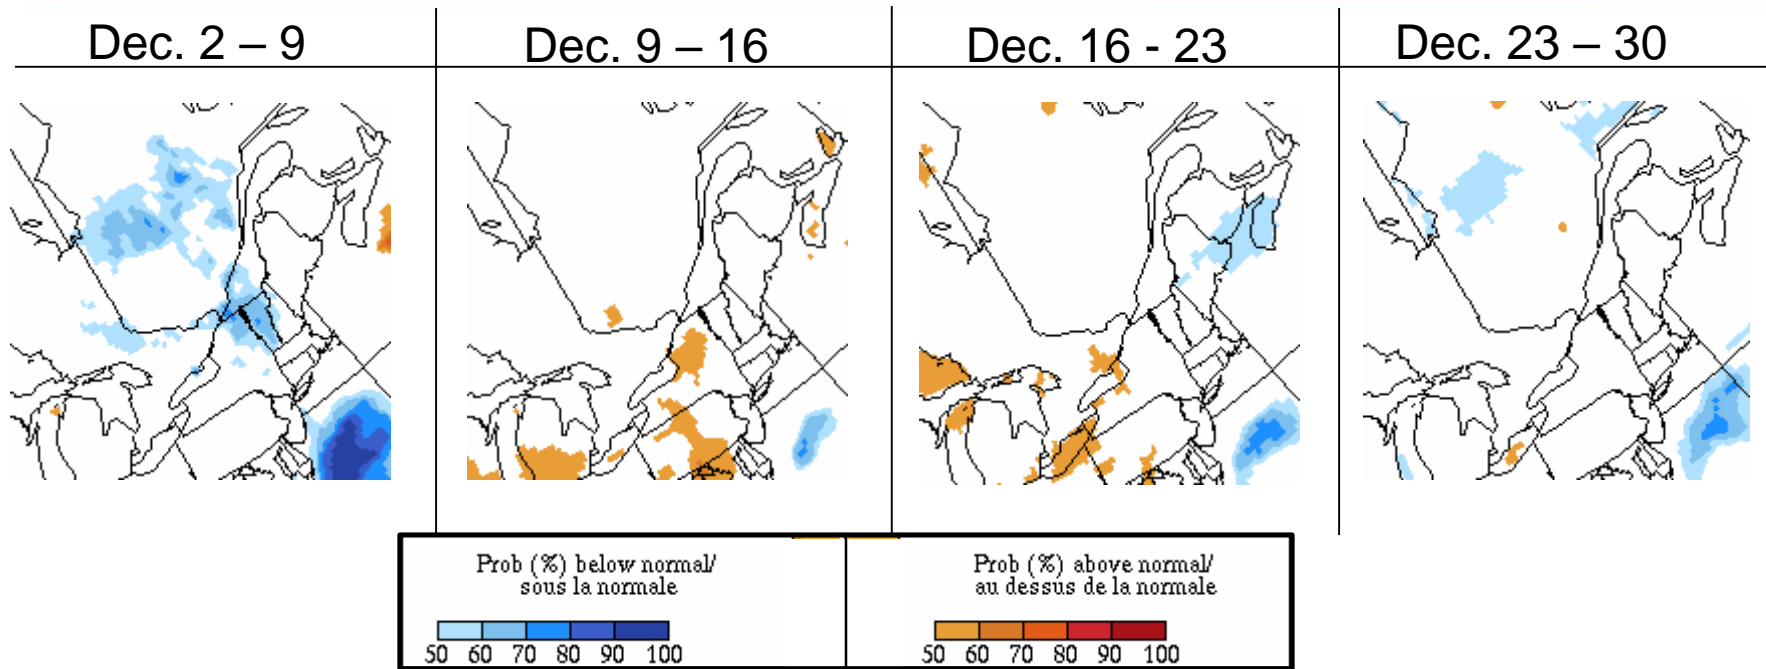 Dec. 2 – 9
Dec. 9 – 16
Dec. 16 - 23
Dec. 23 – 30
Prob (%) below normal/
sous la normale
50 60 70 80 90 100
Prob (%) above normal/
au dessus de la normale
50 60 70 80 90 100